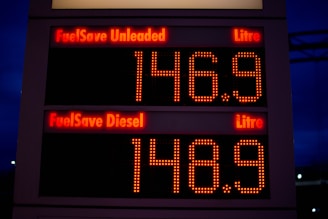 FuelSave Unleaded Litre
146.9
FuelSave Diesel Litre
148.9